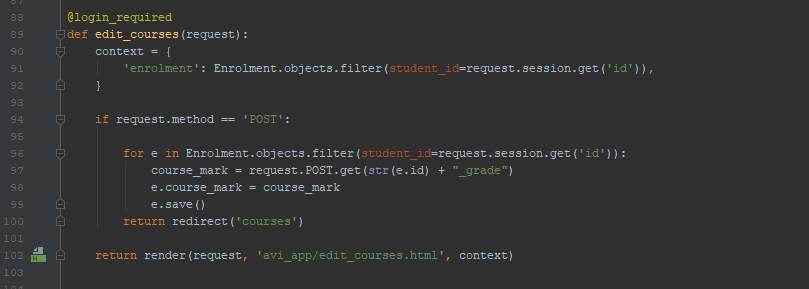 88 @login_required
89 def edit_courses(request):
90     context = {
91         'enrolment': Enrolment.objects.filter(student_id=request.session.get('id')),
92     }
93
94     if request.method == 'POST':
95
96         for e in Enrolment.objects.filter(student_id=request.session.get('id')):
97             course_mark = request.POST.get(str(e.id) + "_grade")
98             e.course_mark = course_mark
99             e.save()
100         return redirect('courses')
101
102     return render(request, 'avi_app/edit_courses.html', context)
103